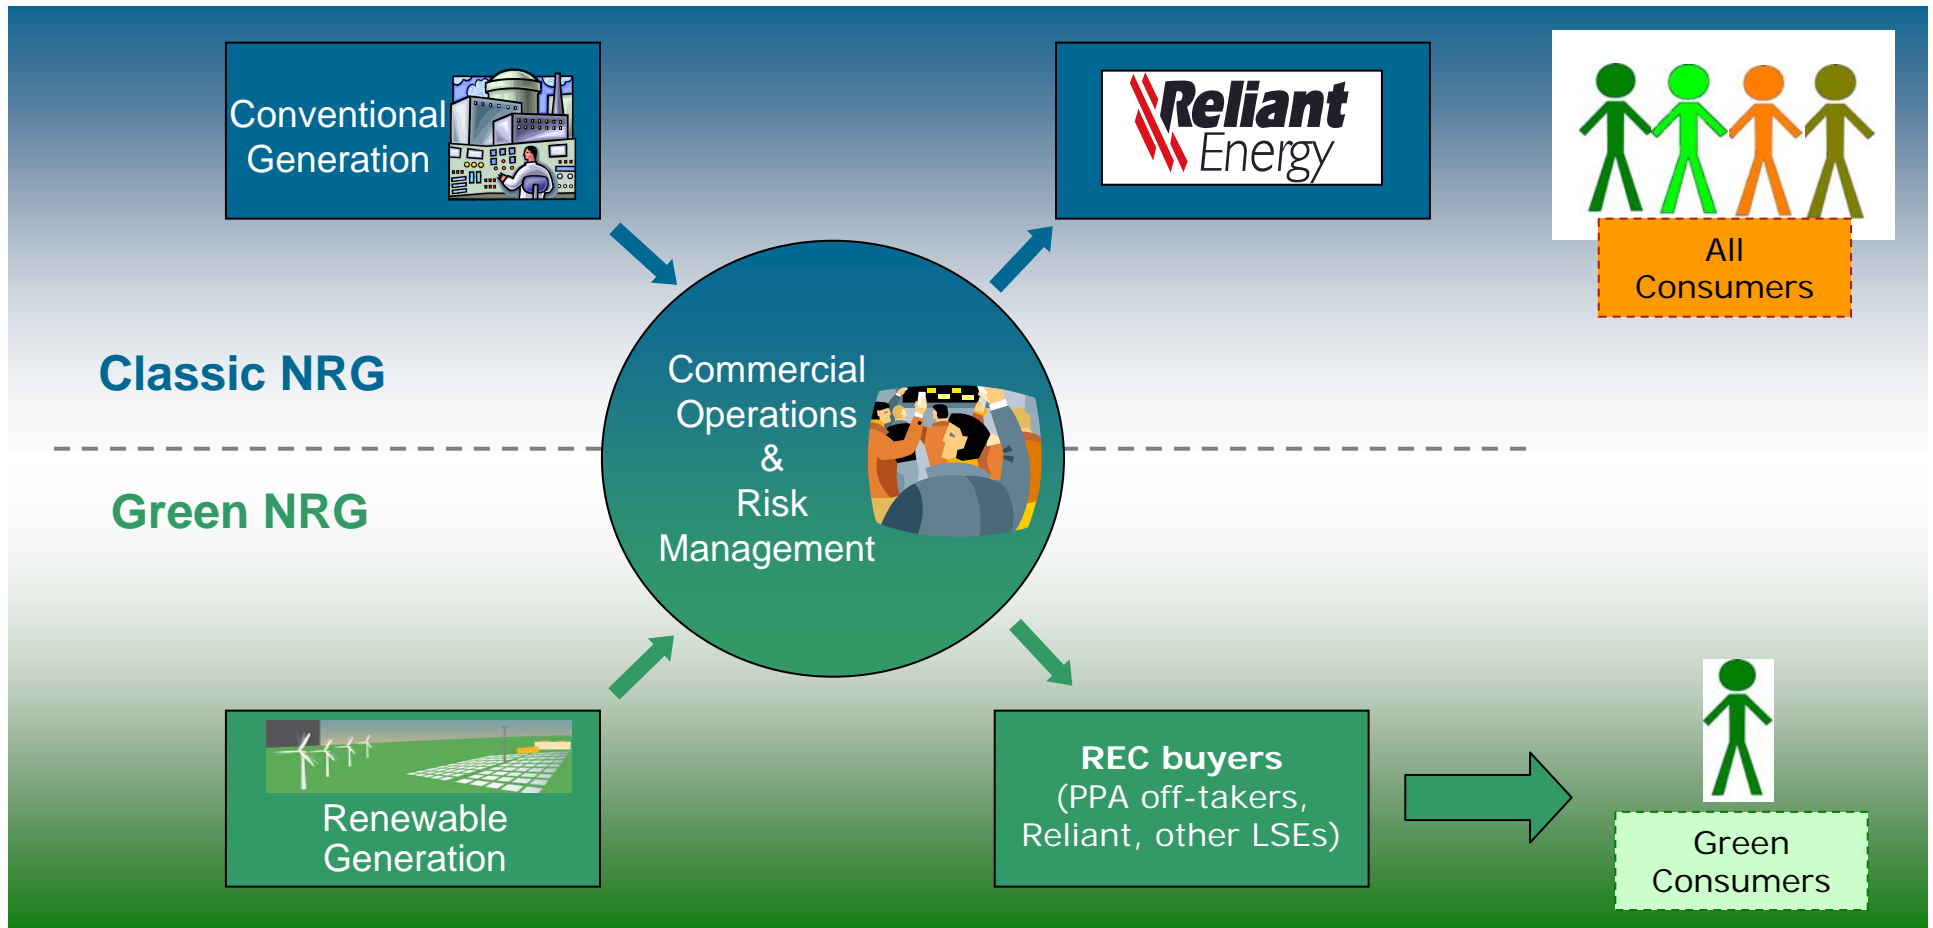 Conventional
Generation
Reliant
Energy
All
Consumers
Classic NRG
Commercial
Operations
&
Risk
Management
Green NRG
Renewable
Generation
REC buyers
(PPA off-takers,
Reliant, other LSEs)
Green
Consumers